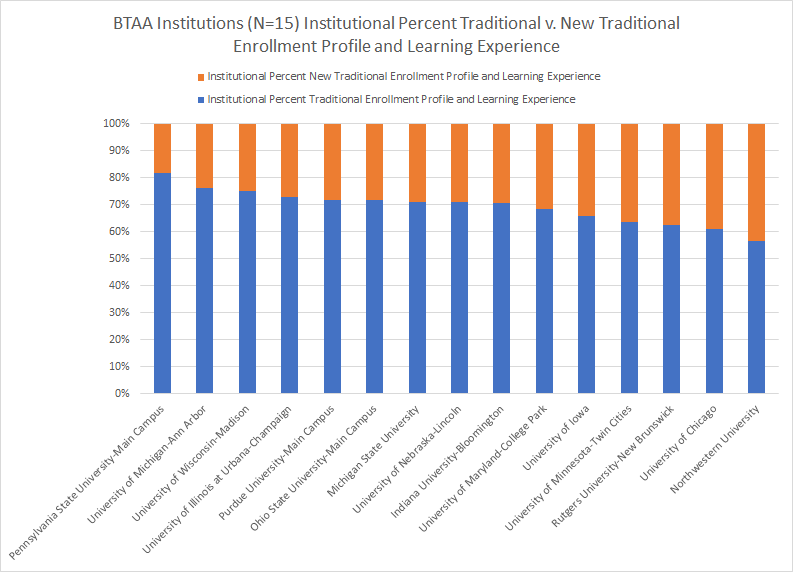 BTAA Institutions (N=15) Institutional Percent Traditional v. New Traditional
Enrollment Profile and Learning Experience
Institutional Percent New Traditional Enrollment Profile and Learning Experience
Institutional Percent Traditional Enrollment Profile and Learning Experience
100%
90%
80%
70%
60%
50%
40%
30%
20%
10%
0%
Pennsylvania State University-Main Campus
University of Michigan-Ann Arbor
University of Wisconsin-Madison
University of Illinois at Urbana-Champaign
Purdue University-Main Campus
Ohio State University-Main Campus
Michigan State University
University of Nebraska-Lincoln
Indiana University-Bloomington
University of Maryland-College Park
University of Iowa
University of Minnesota-Twin Cities
Rutgers University-New Brunswick
University of Chicago
Northwestern University